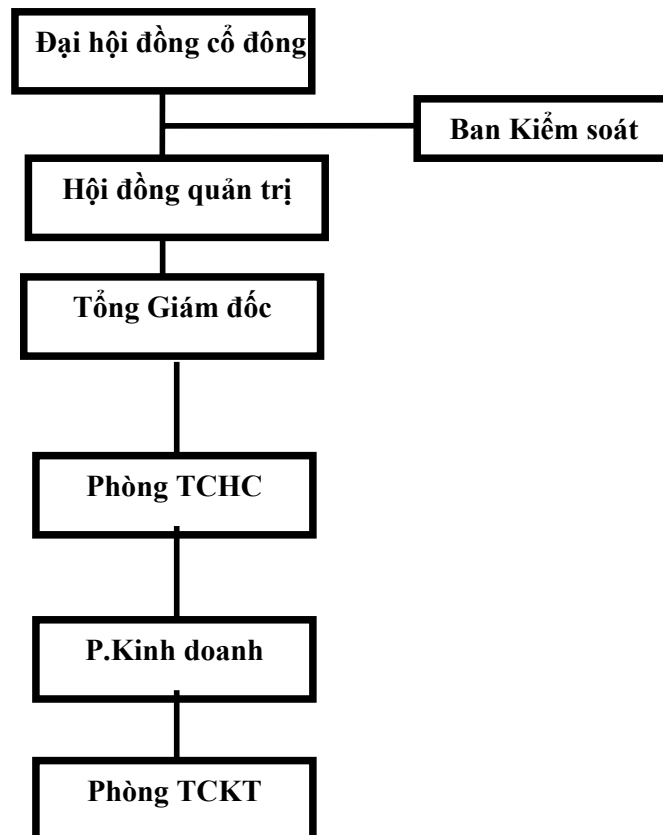 Đại hội đồng cổ đông
Ban Kiểm soát
Hội đồng quản trị
Tổng Giám đốc
Phòng TCHC
P.Kinh doanh
Phòng TCKT